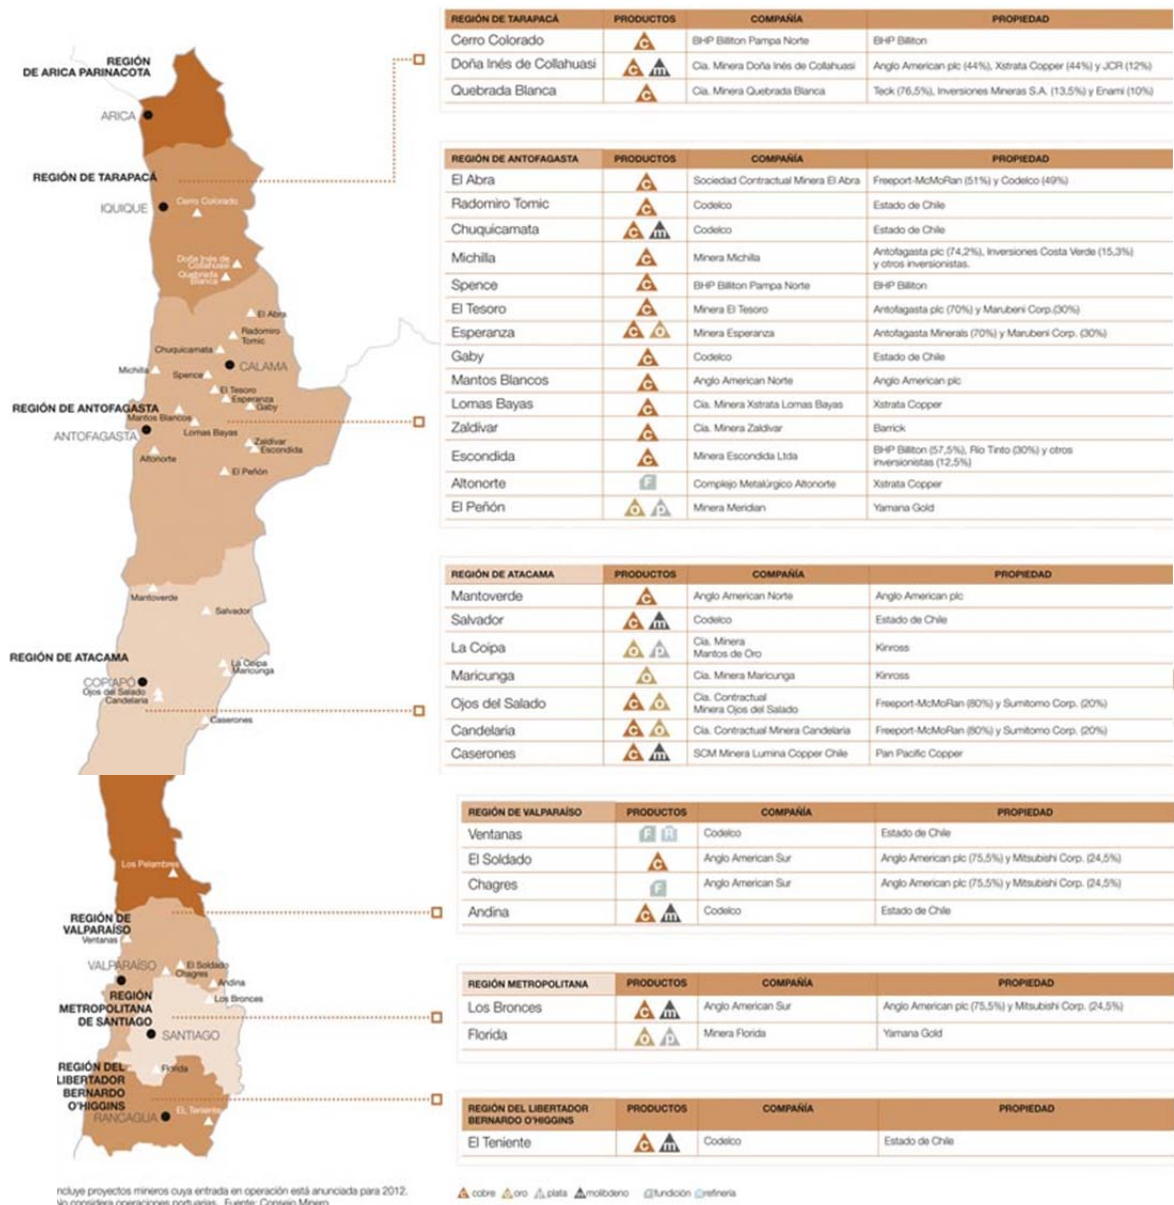 REGIÓN
DE ARICA PARINACOTA
ARICA
REGIÓN DE TARAPACÁ
IQUIQUE
Cerro Colorado
Doña Inés de
Collahuasi
Quebrada
Blanca
El Abra
Radomiro
Tomic
Chuquicamata
Michilla
CALAMA
Spence
El Tesoro
Esperanza
Gaby
REGIÓN DE ANTOFAGASTA
Mantos Blancos
ANTOFAGASTA
Lomas Bayas
Zaldívar
Escondida
Altonorte
El Peñón
Mantoverde
Salvador
REGIÓN DE ATACAMA
La Coipa
Maricunga
COPIAPÓ
Ojos del Salado
Candelaria
Caserones
REGIÓN DE TARAPACÁ PRODUCTOS COMPAÑÍA PROPIEDAD
Cerro Colorado C BHP Billiton Pampa Norte BHP Billiton
Doña Inés de Collahuasi C m Cía. Minera Doña Inés de Collahuasi Anglo American plc (44%), Xstrata Copper (44%) y JCR (12%)
Quebrada Blanca C Cía. Minera Quebrada Blanca Teck (76,5%), Inversiones Mineras S.A. (13,5%) y Enami (10%)
REGIÓN DE ANTOFAGASTA PRODUCTOS COMPAÑÍA PROPIEDAD
El Abra C Sociedad Contractual Minera El Abra Freeport-McMoRan (51%) y Codelco (49%)
Radomiro Tomic C Codelco Estado de Chile
Chuquicamata C m Codelco Estado de Chile
Michilla C Minera Michilla Antofagasta plc (74,2%), Inversiones Costa Verde (15,3%)
y otros inversionistas.
Spence C BHP Billiton Pampa Norte BHP Billiton
El Tesoro C Minera El Tesoro Antofagasta plc (70%) y Marubeni Corp.(30%)
Esperanza C o Minera Esperanza Antofagasta Minerals (70%) y Marubeni Corp. (30%)
Gaby C Codelco Estado de Chile
Mantos Blancos C Anglo American Norte Anglo American plc
Lomas Bayas C Cía. Minera Xstrata Lomas Bayas Xstrata Copper
Zaldívar C Cía. Minera Zaldívar Barrick
Escondida C Minera Escondida Ltda BHP Billiton (57,5%), Río Tinto (30%) y otros
inversionistas (12,5%)
Altonorte F Complejo Metalúrgico Altonorte Xstrata Copper
El Peñón o p Minera Meridian Yamana Gold
REGIÓN DE ATACAMA PRODUCTOS COMPAÑÍA PROPIEDAD
Mantoverde C Anglo American Norte Anglo American plc
Salvador C m Codelco Estado de Chile
La Coipa o p Cía. Minera
Mantos de Oro Kinross
Maricunga o Cía. Minera Maricunga Kinross
Ojos del Salado C o Cía. Contractual
Minera Ojos del Salado Freeport-McMoRan (80%) y Sumitomo Corp. (20%)
Candelaria C o Cía. Contractual Minera Candelaria Freeport-McMoRan (80%) y Sumitomo Corp. (20%)
Caserones C m SCM Minera Lumina Copper Chile Pan Pacific Copper
Los Pelambres
REGIÓN DE
VALPARAÍSO
Ventanas
VALPARAÍSO
El Soldado
Chagres
Andina
Los Bronces
REGIÓN
METROPOLITANA
DE SANTIAGO
SANTIAGO
Florida
REGIÓN DEL
LIBERTADOR
BERNARDO
O'HIGGINS
RANCAGUA
EL Teniente
REGIÓN DE VALPARAÍSO PRODUCTOS COMPAÑÍA PROPIEDAD
Ventanas F R Codelco Estado de Chile
El Soldado C Anglo American Sur Anglo American plc (75,5%) y Mitsubishi Corp. (24,5%)
Chagres F Anglo American Sur Anglo American plc (75,5%) y Mitsubishi Corp. (24,5%)
Andina C m Codelco Estado de Chile
REGIÓN METROPOLITANA PRODUCTOS COMPAÑÍA PROPIEDAD
Los Bronces C m Anglo American Sur Anglo American plc (75,5%) y Mitsubishi Corp. (24,5%)
Florida o p Minera Florida Yamana Gold
REGIÓN DEL LIBERTADOR
BERNARDO O'HIGGINS PRODUCTOS COMPAÑÍA PROPIEDAD
El Teniente C m Codelco Estado de Chile
ncluye proyectos mineros cuya entrada en operación está anunciada para 2012.
No considera operaciones portuarias. Fuente: Consejo Minero
C cobre o oro p plata m molibdeno F fundición R refinería